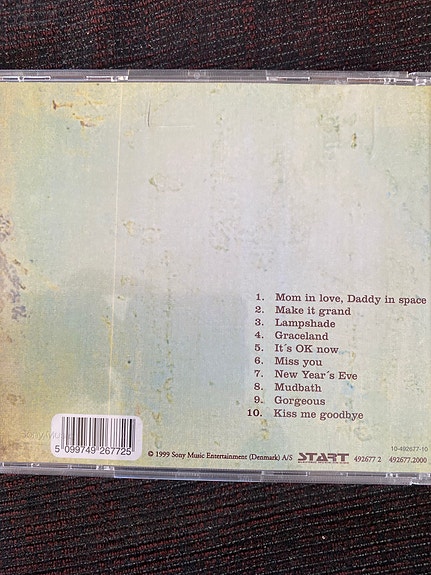 1. Mom in love, Daddy in space
2. Make it grand
3. Lampshade
4. Graceland
5. It´s OK now
6. Miss you
7. New Year´s Eve
8. Mudbath
9. Gorgeous
10. Kiss me goodbye
10-492677-10
5 099749 267725
© 1999 Sony Music Entertainment (Denmark) A/S START 492677 2 492677.2000